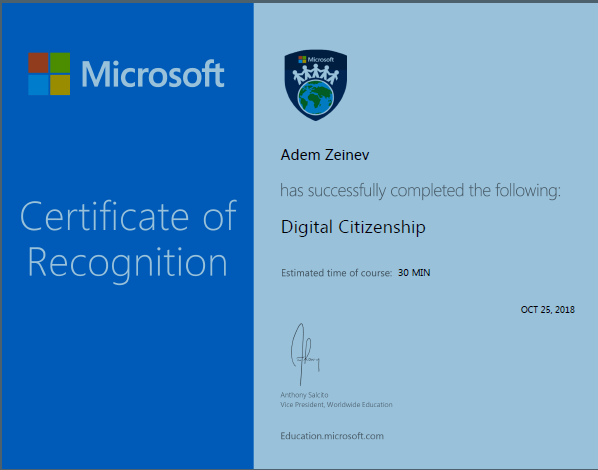 Microsoft
Certificate of
Recognition
Microsoft
Adem Zeinev
has successfully completed the following:
Digital Citizenship
Estimated time of course: 30 MIN
OCT 25, 2018
Anthony Salcito
Vice President, Worldwide Education
Education.microsoft.com